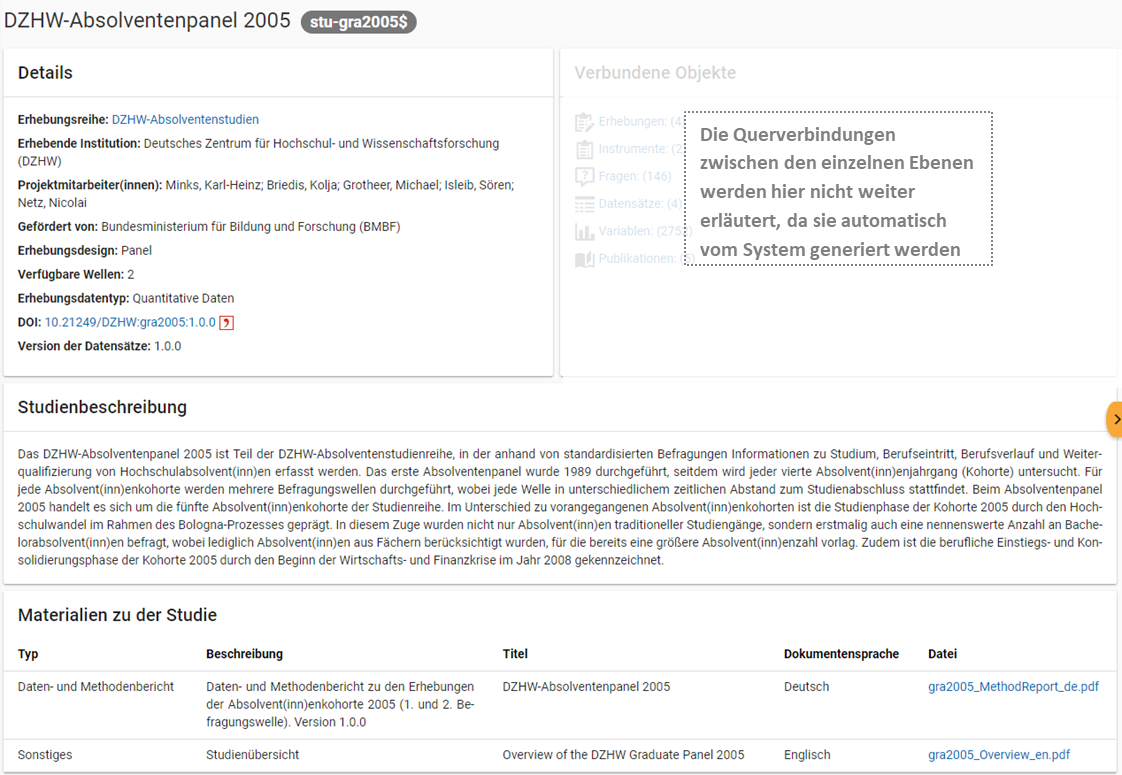 DZHW-Absolventenpanel 2005 stu-gra2005$
Details
Erhebungsreihe: DZHW-Absolventenstudien
Erhebende Institution: Deutsches Zentrum für Hochschul- und Wissenschaftsforschung
(DZHW)
Projektmitarbeiter(innen): Minks, Karl-Heinz; Briedis, Kolja; Grotheer, Michael; Isleib, Sören;
Netz, Nicolai
Gefördert von: Bundesministerium für Bildung und Forschung (BMBF)
Erhebungsdesign: Panel
Verfügbare Wellen: 2
Erhebungsdatentyp: Quantitative Daten
DOI: 10.21249/DZHW:gra2005:1.0.0
Version der Datensätze: 1.0.0
Verbundene Objekte
Erhebungen:
Instrumente:
Fragen: (146)
Datensätze: (4)
Variablen:
Publikationen:
Die Querverbindungen
zwischen den einzelnen Ebenen
werden hier nicht weiter
erläutert, da sie automatisch
vom System generiert werden
Studienbeschreibung
Das DZHW-Absolventenpanel 2005 ist Teil der DZHW-Absolventenstudienreihe, in der anhand von standardisierten Befragungen Informationen zu Studium, Berufseintritt, Berufsverlauf und Weiter-
qualifizierung von Hochschulabsolvent(inn)en erfasst werden. Das erste Absolventenpanel wurde 1989 durchgeführt, seitdem wird jeder vierte Absolvent(inn)enjahrgang (Kohorte) untersucht. Für
jede Absolvent(inn)enkohorte werden mehrere Befragungswellen durchgeführt, wobei jede Welle in unterschiedlichem zeitlichen Abstand zum Studienabschluss stattfindet. Beim Absolventenpanel
2005 handelt es sich um die fünfte Absolvent(inn)enkohorte der Studienreihe. Im Unterschied zu vorangegangenen Absolvent(inn)enkohorten ist die Studienphase der Kohorte 2005 durch den Hoch-
schulwandel im Rahmen des Bologna-Prozesses geprägt. In diesem Zuge wurden nicht nur Absolvent(inn)en traditioneller Studiengänge, sondern erstmalig auch eine nennenswerte Anzahl an Bache-
lorabsolvent(inn)en befragt, wobei lediglich Absolvent(inn)en aus Fächern berücksichtigt wurden, für die bereits eine größere Absolvent(inn)enzahl vorlag. Zudem ist die berufliche Einstiegs- und Kon-
solidierungsphase der Kohorte 2005 durch den Beginn der Wirtschafts- und Finanzkrise im Jahr 2008 gekennzeichnet.
Materialien zu der Studie
Typ Beschreibung Titel Dokumentensprache Datei
Daten- und Methodenbericht Daten- und Methodenbericht zu den Erhebungen DZHW-Absolventenpanel 2005 Deutsch gra2005_MethodReport_de.pdf
der Absolvent(inn)enkohorte 2005 (1. und 2. Be-
fragungswelle). Version 1.0.0
Sonstiges Studienübersicht Overview of the DZHW Graduate Panel 2005 Englisch gra2005_Overview_en.pdf